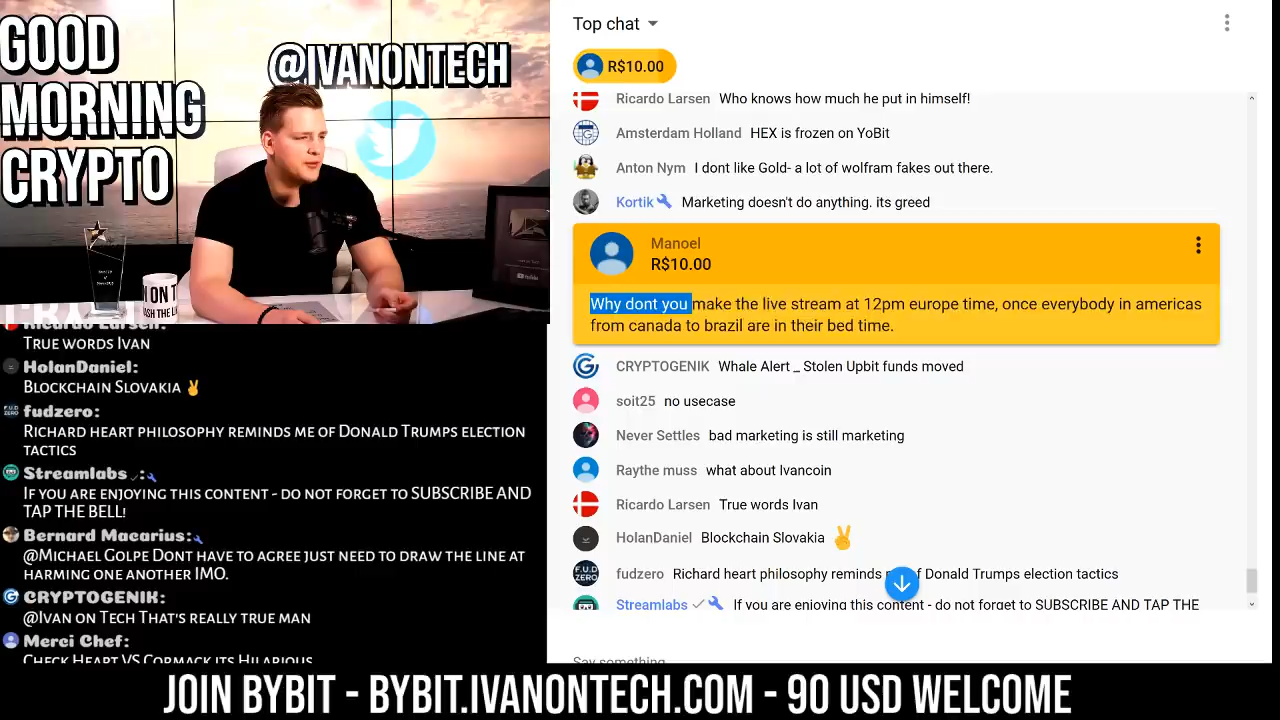 GOOD
MORNING
CRYPTO
@IVANONTECH
Ricardo Larsen:
True words Ivan
HolanDaniel:
Blockchain Slovakia ✌
fudzero:
Richard heart philosophy reminds me of Donald Trumps election
tactics
Streamlabs ✓:
If you are enjoying this content - do not forget to SUBSCRIBE AND
TAP THE BELL!
Bernard Macarius:
@Michael Golpe Dont have to agree just need to draw the line at
harming one another IMO.
CRYPTOGENIK:
@Ivan on Tech That's really true man
Merci Chef:
Check Heart VS Cormack its Hilarious
Top chat
R$10.00
Ricardo Larsen Who knows how much he put in himself!
Amsterdam Holland HEX is frozen on YoBit
Anton Nym I dont like Gold- a lot of wolfram fakes out there.
Kortik Marketing doesn't do anything. its greed
Manoel
R$10.00
Why dont you make the live stream at 12pm europe time, once everybody in americas
from canada to brazil are in their bed time.
CRYPTOGENIK Whale Alert _ Stolen Upbit funds moved
soit25 no usecase
Never Settles bad marketing is still marketing
Raythe muss what about Ivancoin
Ricardo Larsen True words Ivan
HolanDaniel Blockchain Slovakia ✌
fudzero Richard heart philosophy reminds of Donald Trumps election tactics
Streamlabs ✓ If you are enjoying this content - do not forget to SUBSCRIBE AND TAP THE
Say something
JOIN BYBIT - BYBIT.IVANONTECH.COM - 90 USD WELCOME